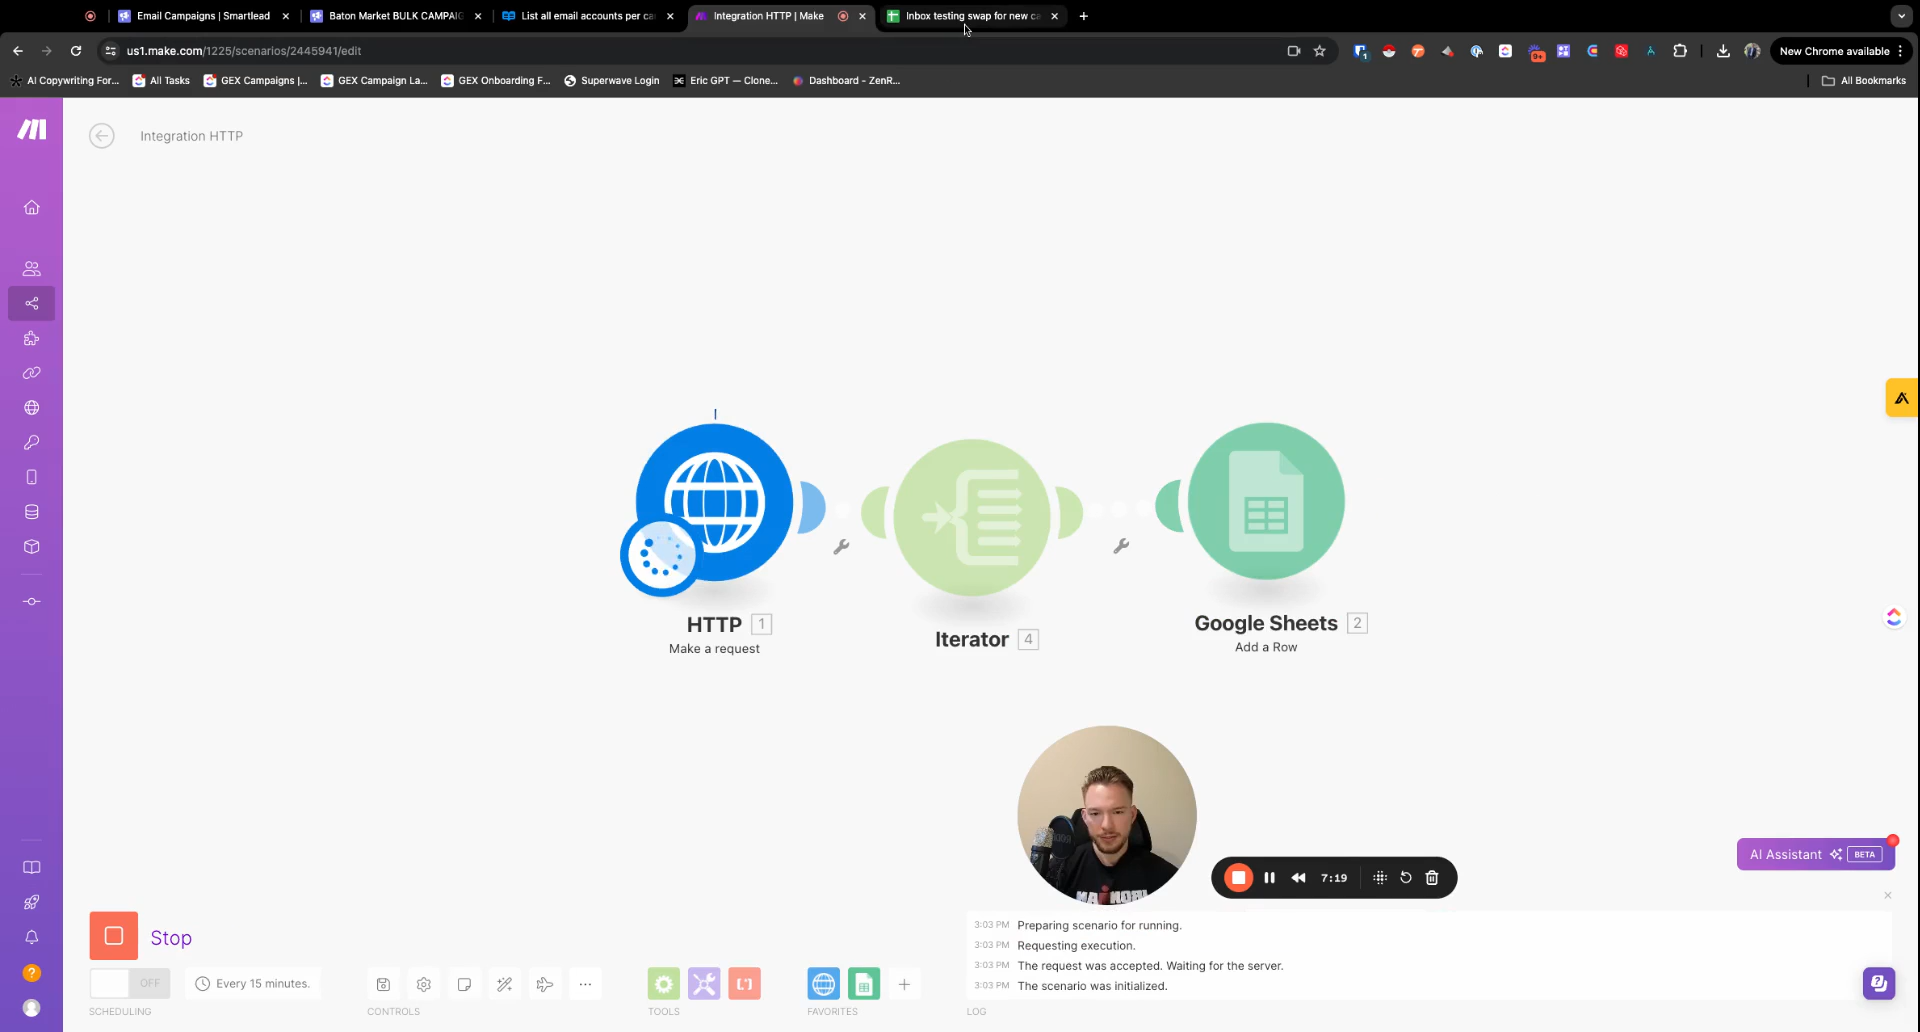 Email Campaigns | Smartlead
Baton Market BULK CAMPAIG
List all email accounts per ca
Integration HTTP | Make
Inbox testing swap for new ca
us1.make.com/1225/scenarios/2445941/edit
New Chrome available
AI Copywriting For...
All Tasks
GEX Campaigns |...
GEX Campaign La...
GEX Onboarding F...
Superwave Login
Eric GPT — Clone...
Dashboard - ZenR...
All Bookmarks
Integration HTTP
HTTP 1
Make a request
Iterator 4
Google Sheets 2
Add a Row
7:19
AI Assistant BETA
Stop
3:03 PM Preparing scenario for running.
3:03 PM Requesting execution.
3:03 PM The request was accepted. Waiting for the server.
3:03 PM The scenario was initialized.
OFF
Every 15 minutes.
SCHEDULING
CONTROLS
TOOLS
FAVORITES
LOG